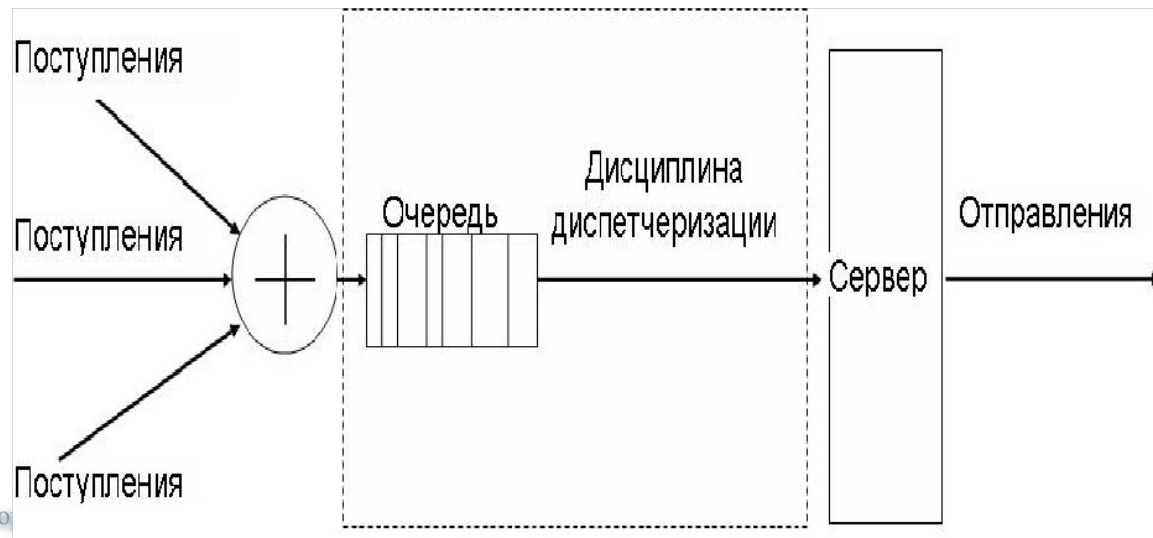 Поступления
Поступления
Поступления
Очередь
Дисциплина
диспетчеризации
Сервер
Отправления